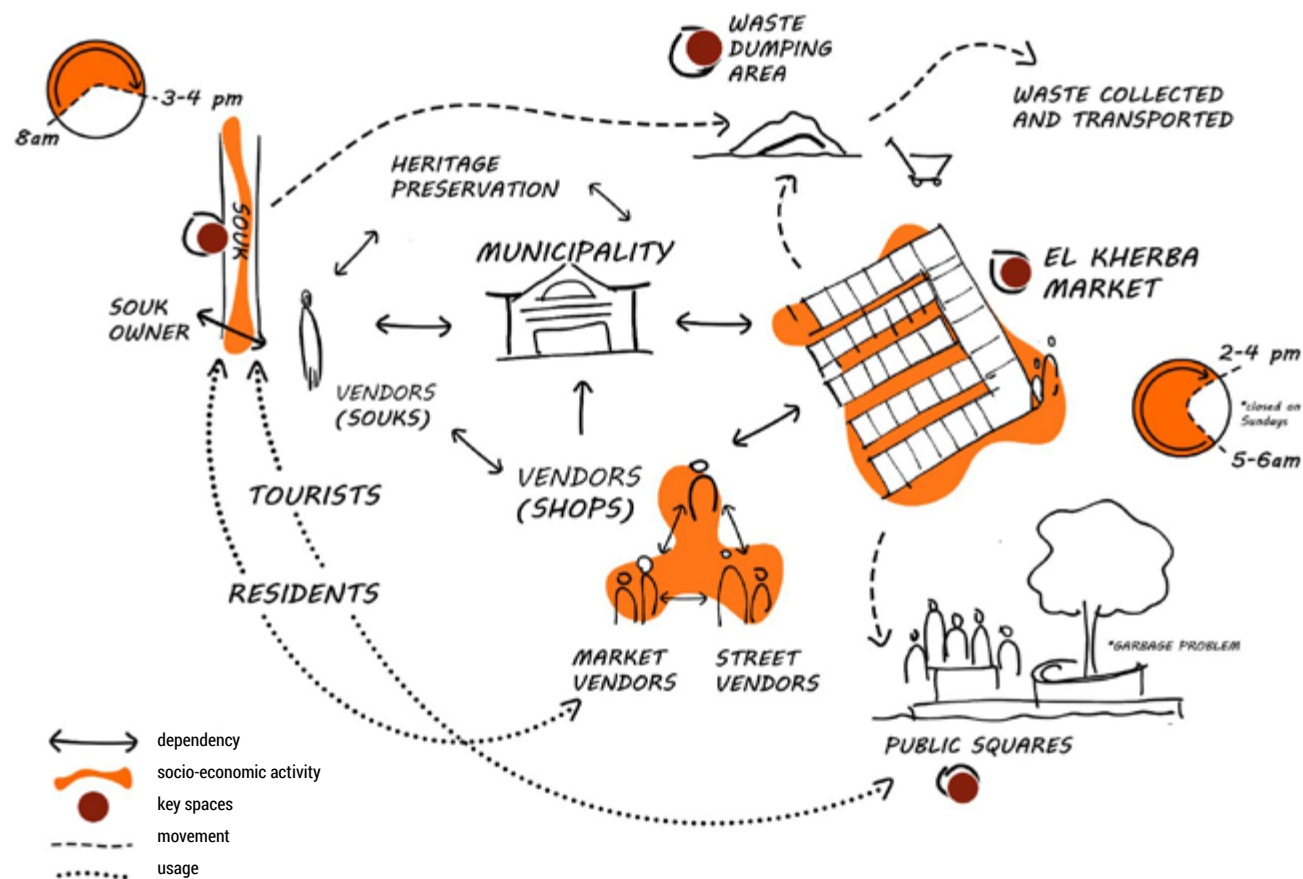 WASTE
DUMPING
AREA
3-4 pm
8am
WASTE COLLECTED
AND TRANSPORTED
HERITAGE
PRESERVATION
SOUK
MUNICIPALITY
EL KHERBA
MARKET
SOUK
OWNER
VENDORS
(SOUKS)
2-4 pm
*closed on
Sundays
5-6am
TOURISTS
VENDORS
(SHOPS)
RESIDENTS
MARKET
VENDORS
STREET
VENDORS
*GARBAGE PROBLEM
PUBLIC SQUARES
dependency
socio-economic activity
key spaces
movement
usage